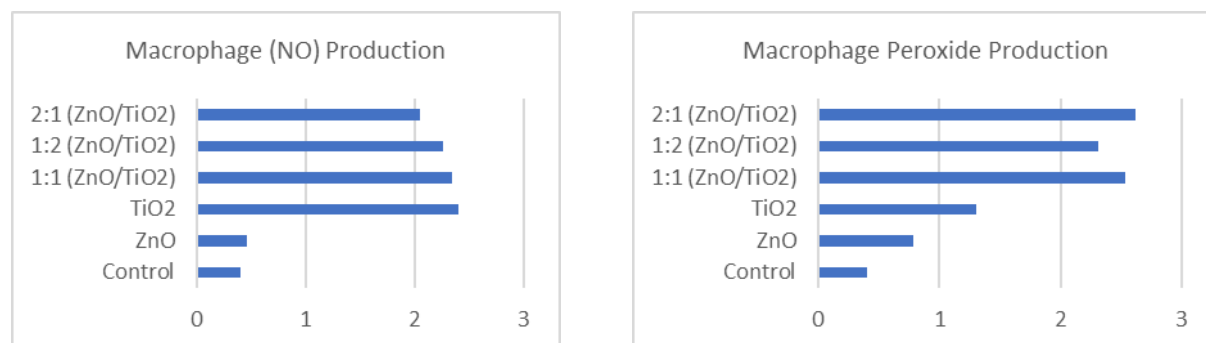 Macrophage (NO) Production
2:1 (ZnO/TiO2)
1:2 (ZnO/TiO2)
1:1 (ZnO/TiO2)
TiO2
ZnO
Control
0 1 2 3
Macrophage Peroxide Production
2:1 (ZnO/TiO2)
1:2 (ZnO/TiO2)
1:1 (ZnO/TiO2)
TiO2
ZnO
Control
0 1 2 3